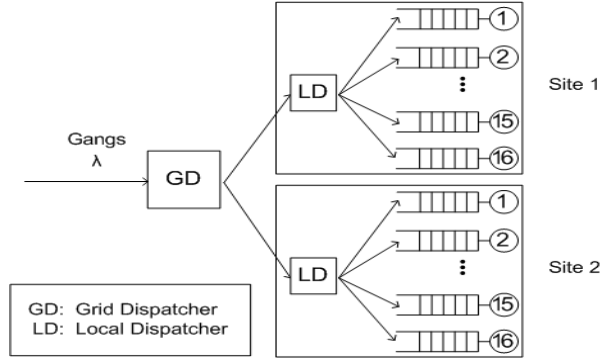 Gangs
λ
GD
LD
1
2
15
16
Site 1
LD
1
2
15
16
Site 2
GD: Grid Dispatcher
LD: Local Dispatcher